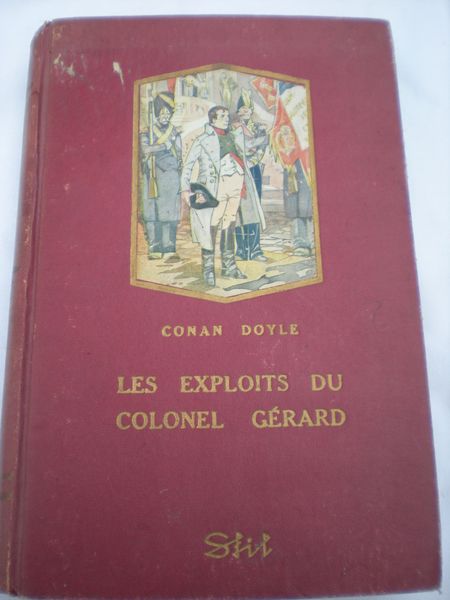 CONAN DOYLE
LES EXPLOITS DU
COLONEL GÉRARD
Stil